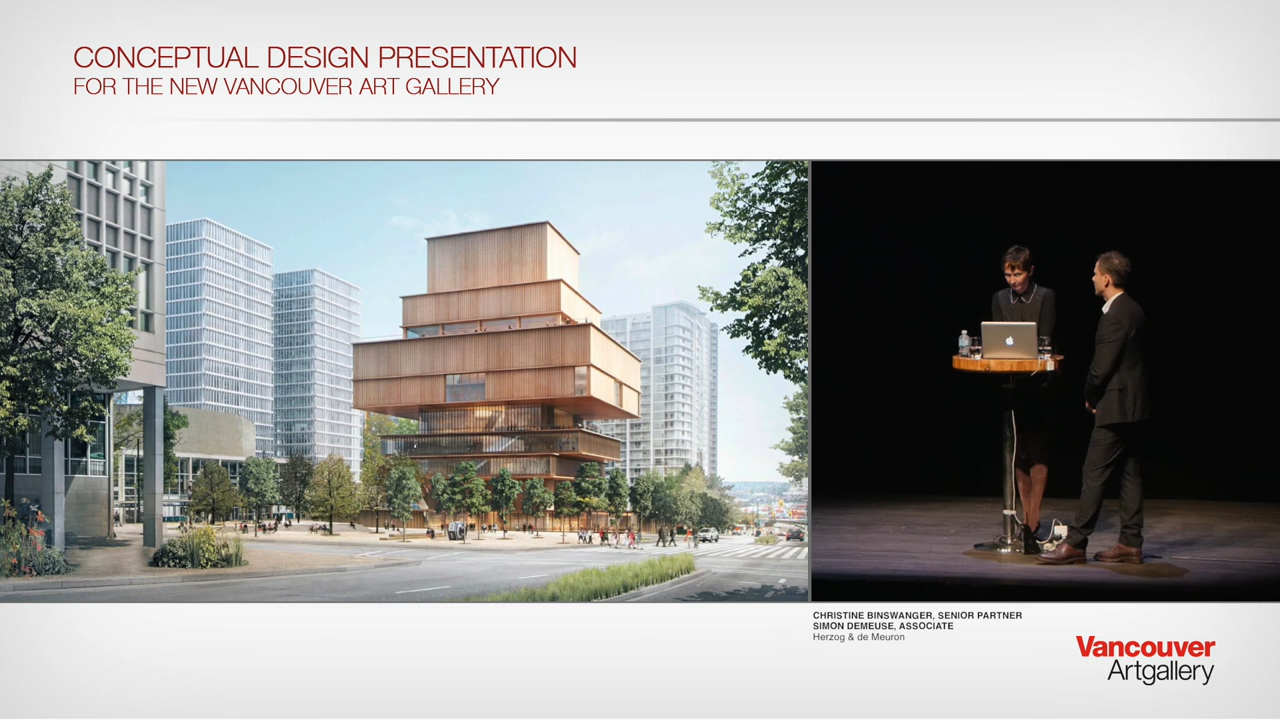 CONCEPTUAL DESIGN PRESENTATION
FOR THE NEW VANCOUVER ART GALLERY
CHRISTINE BINSWANGER, SENIOR PARTNER
SIMON DEMEUSE, ASSOCIATE
Herzog & de Meuron
Vancouver
Artgallery